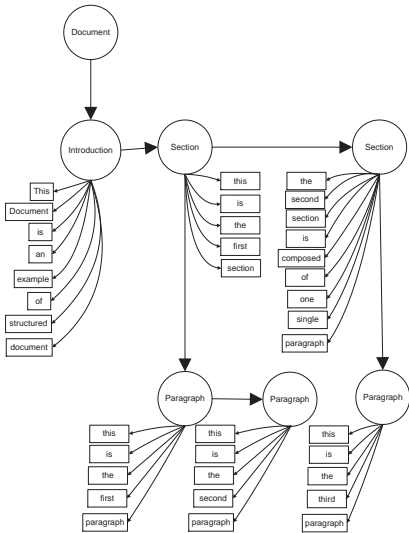 Document
Introduction
Section
Section
This
Document
is
an
example
of
structured
document
this
is
the
first
section
the
second
section
is
composed
of
one
single
paragraph
Paragraph
Paragraph
Paragraph
this
is
the
first
paragraph
this
is
the
second
paragraph
this
is
the
third
paragraph